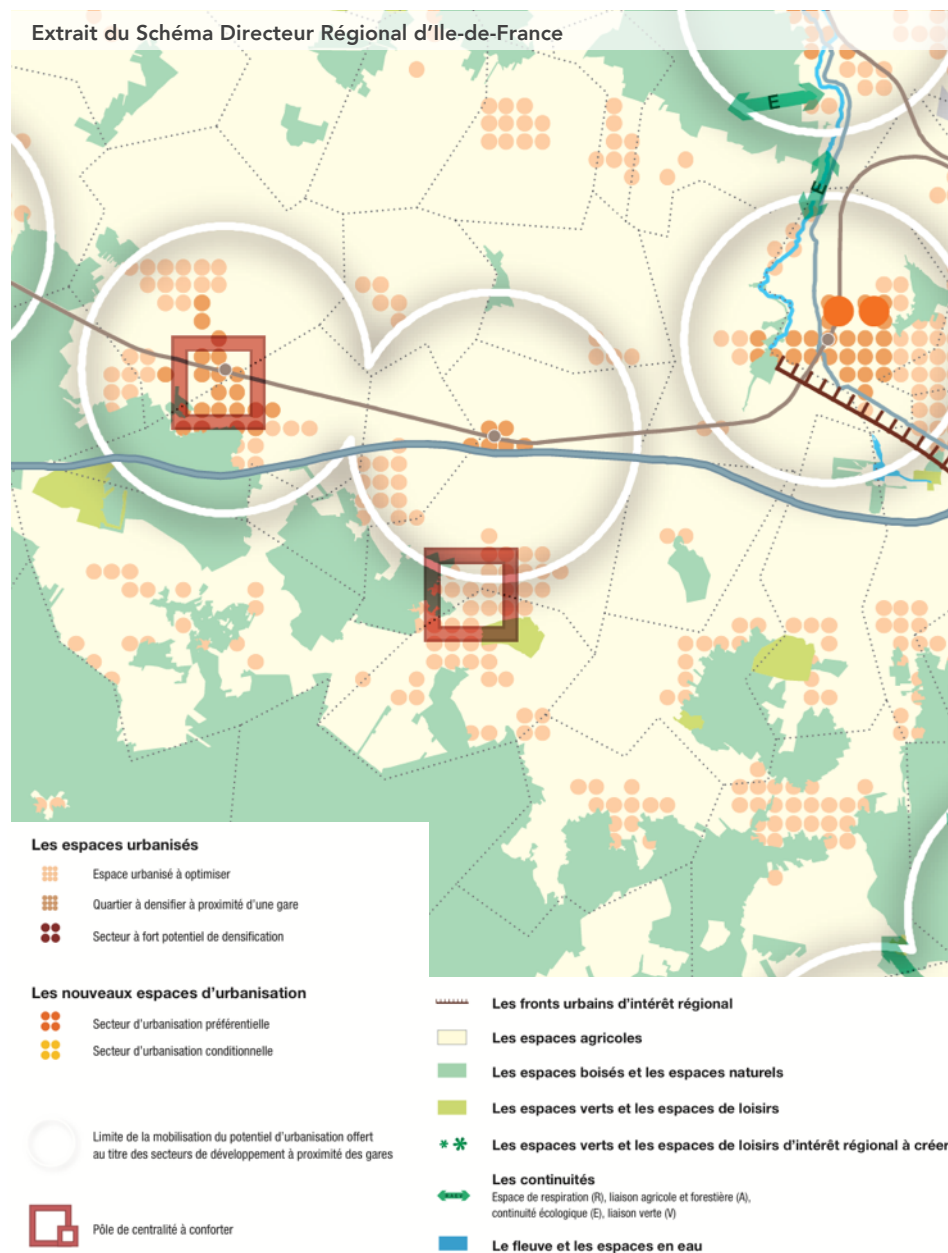 Extrait du Schéma Directeur Régional d'Ile-de-France
E
E
Les espaces urbanisés
Espace urbanisé à optimiser
Quartier à densifier à proximité d'une gare
Secteur à fort potentiel de densification
Les nouveaux espaces d'urbanisation
Secteur d'urbanisation préférentielle
Secteur d'urbanisation conditionnelle
Limite de la mobilisation du potentiel d'urbanisation offert
au titre des secteurs de développement à proximité des gares
Pôle de centralité à conforter
Les fronts urbains d'intérêt régional
Les espaces agricoles
Les espaces boisés et les espaces naturels
Les espaces verts et les espaces de loisirs
Les espaces verts et les espaces de loisirs d'intérêt régional à créer
Les continuités
Espace de respiration (R), liaison agricole et forestière (A),
continuité écologique (E), liaison verte (V)
Le fleuve et les espaces en eau